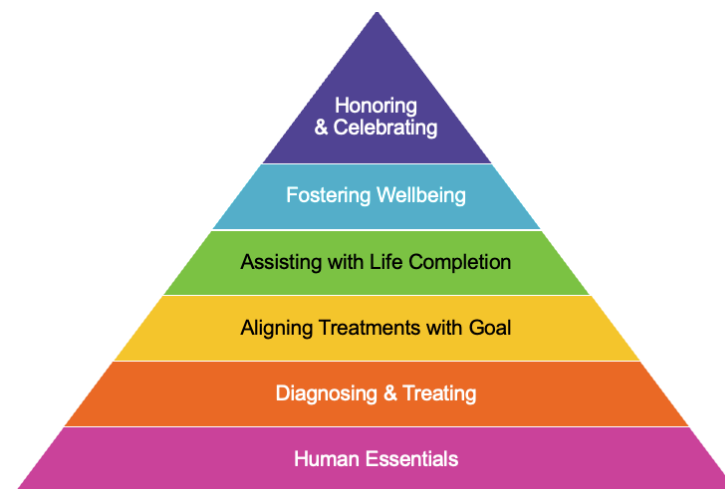 Honoring
& Celebrating
Fostering Wellbeing
Assisting with Life Completion
Aligning Treatments with Goal
Diagnosing & Treating
Human Essentials